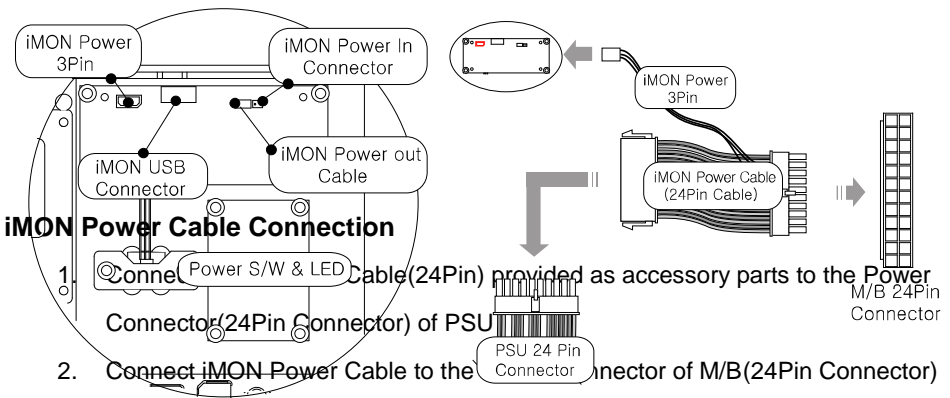 iMON Power
3Pin
iMON Power In
Connector
iMON USB
Connector
iMON Power out
Cable
Power S/W & LED
iMON Power
3Pin
iMON Power Cable
(24Pin Cable)
PSU 24 Pin
Connector
M/B 24Pin
Connector
iMON Power Cable Connection
1. Connect Cable(24Pin) provided as accessory parts to the Power
Connector(24Pin Connector) of PSU
2. Connect iMON Power Cable to the of M/B(24Pin Connector)